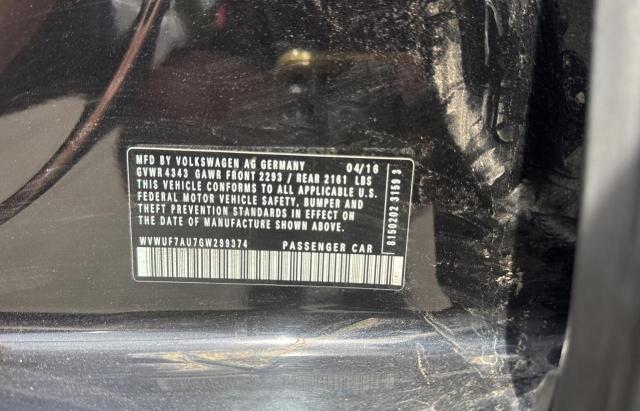 MFD BY VOLKSWAGEN AG GERMANY 04/16
GVWR 4343 GAWR FRONT 2293 / REAR 2161 LBS
THIS VEHICLE CONFORMS TO ALL APPLICABLE U.S.
FEDERAL MOTOR VEHICLE SAFETY, BUMPER AND
THEFT PREVENTION STANDARDS IN EFFECT ON
THE DATE OF MANUFACTURE SHOWN ABOVE.
WVWUF7AU7GW299374 PASSENGER CAR
8150202 3159 3